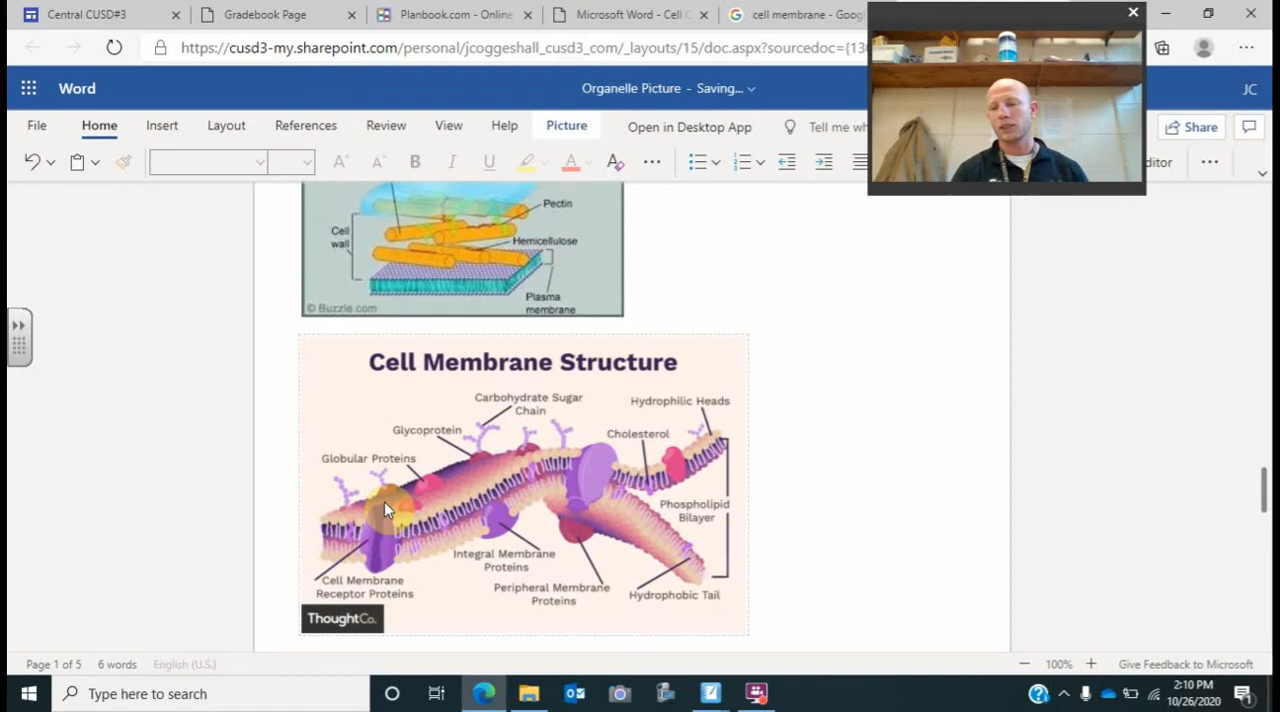 Central CUSD#3
Gradebook Page
Planbook.com - Online
Microsoft Word - Cell C
cell membrane - Goog
https://cusd3-my.sharepoint.com/personal/jcoggeshall_cusd3_com/_layouts/15/doc.aspx?sourcedoc={13
Word
Organelle Picture - Saving...
JC
File
Home
Insert
Layout
References
Review
View
Help
Picture
Open in Desktop App
Tell me wh
Share
B
I
U
A
ditor
Pectin
Cell
wall
Hemicellulose
Plasma
membrane
© Buzzle.com
Cell Membrane Structure
Carbohydrate Sugar
Chain
Hydrophilic Heads
Glycoprotein
Cholesterol
Globular Proteins
Phospholipid
Bilayer
Integral Membrane
Proteins
Cell Membrane
Receptor Proteins
Peripheral Membrane
Proteins
Hydrophobic Tail
ThoughtCo.
Page 1 of 5
6 words
English (U.S.)
100%
Give Feedback to Microsoft
Type here to search
2:10 PM
10/26/2020